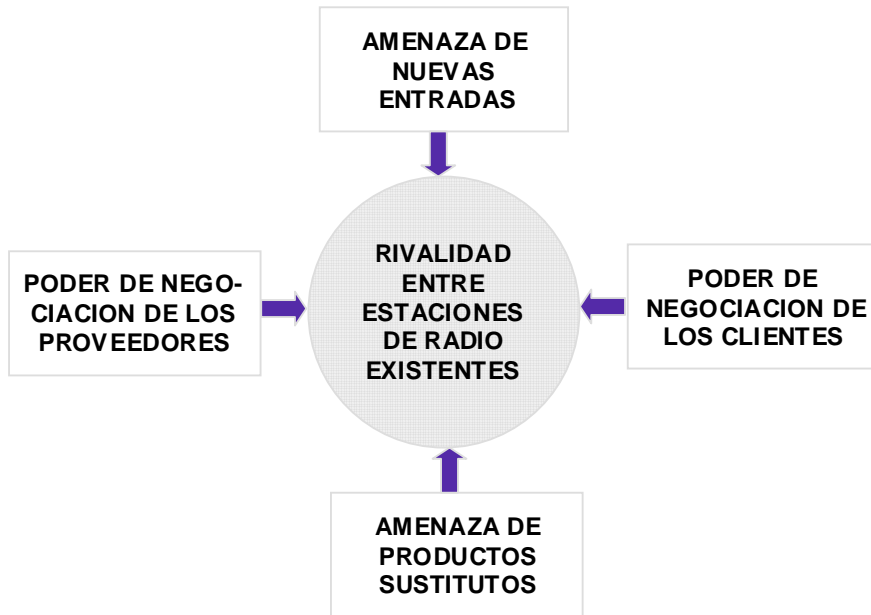 AMENAZA DE
NUEVAS
ENTRADAS
PODER DE NEGO-
CIACION DE LOS
PROVEEDORES
RIVALIDAD
ENTRE
ESTACIONES
DE RADIO
EXISTENTES
PODER DE
NEGOCIACION DE
LOS CLIENTES
AMENAZA DE
PRODUCTOS
SUSTITUTOS